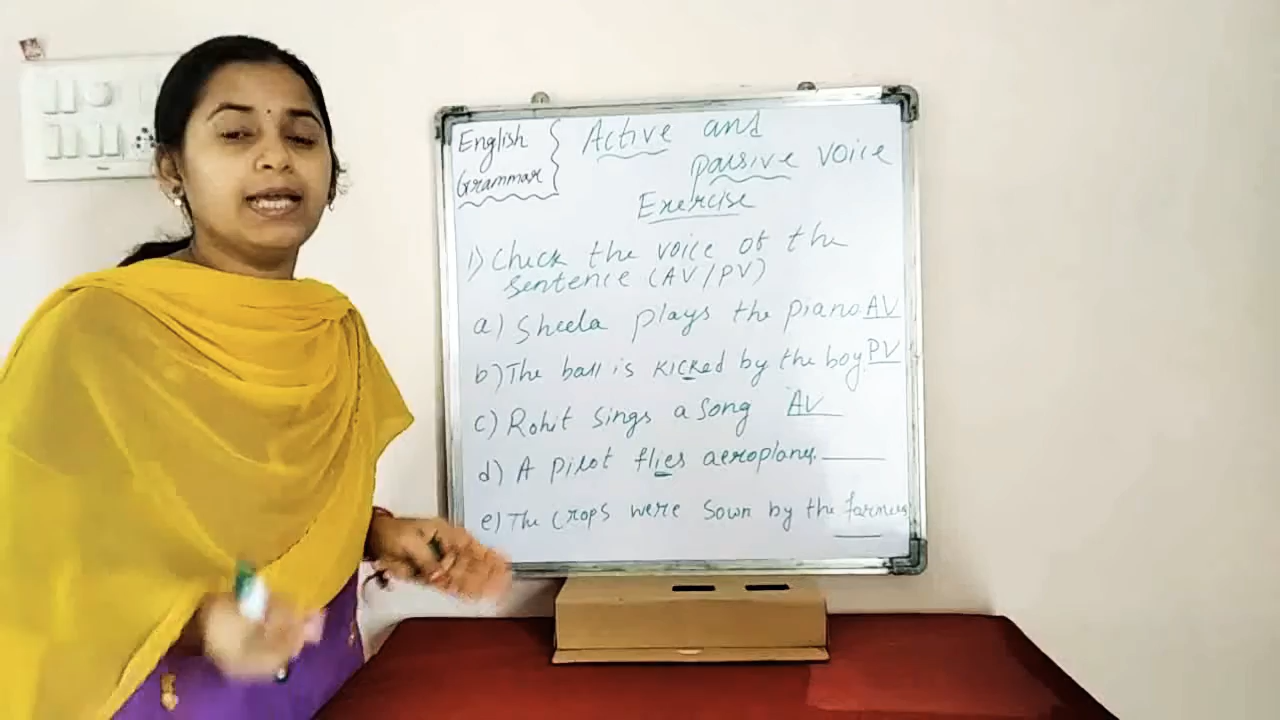 English
Grammar
Active and
passive voice
Exercise
1) Check the voice of the
sentence (AV/PV)
a) Sheela plays the piano AV
b) The ball is kicked by the boy. PV
c) Rohit sings a song AV
d) A pilot flies aeroplane.
e) The crops were sown by the farmers